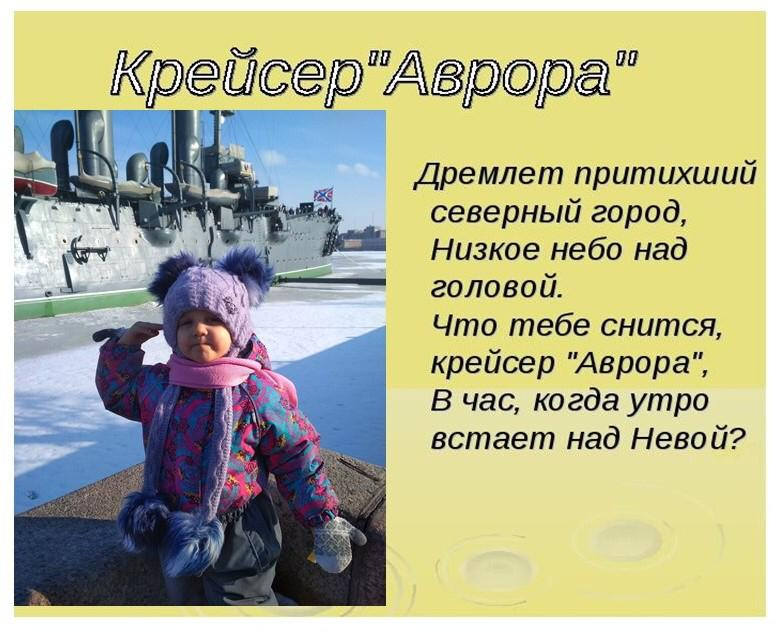 Крейсер"Аврора"
Дремлет притихший
северный город,
Низкое небо над
головой.
Что тебе снится,
крейсер "Аврора",
В час, когда утро
встает над Невой?